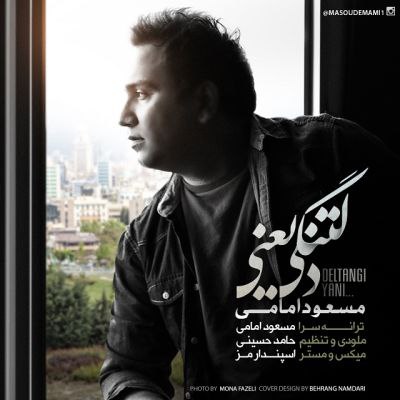 @MASOUDEMAMI1
دلتنگی یعنی
DELTANGI
YANI...
مسعود امامی
ترانه سرا مسعود امامی
ملودی و تنظیم حامد حسینی
میکس و مستر اسپندار مز
PHOTO BY MONA FAZELI COVER DESIGN BY BEHRANG NAMDARI